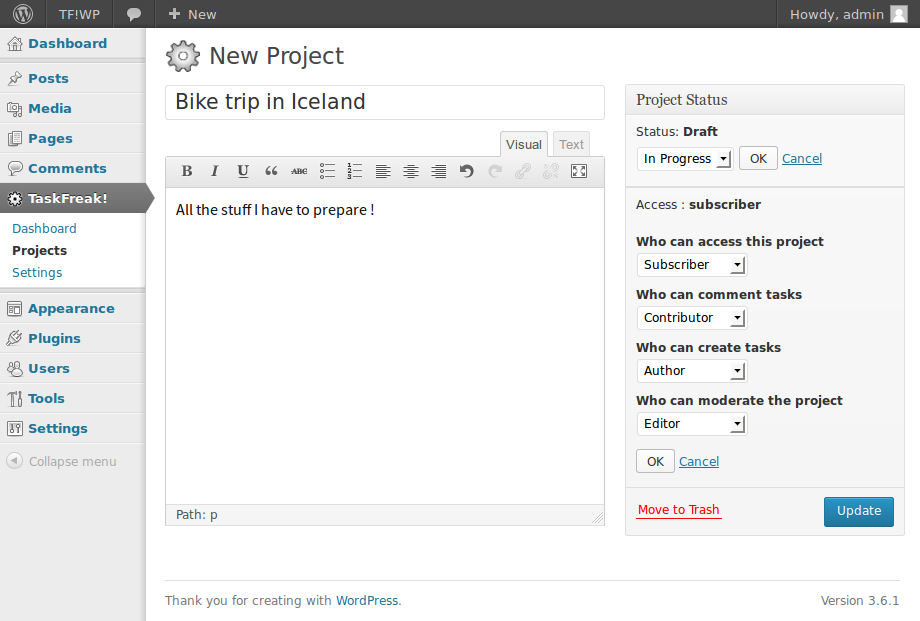 TF!WP
New
Howdy, admin
Dashboard
Posts
Media
Pages
Comments
TaskFreak!
Dashboard
Projects
Settings
Appearance
Plugins
Users
Tools
Settings
Collapse menu
New Project
Bike trip in Iceland
Visual Text
B I U “ ABC
All the stuff I have to prepare !
Path: p
Project Status
Status: Draft
In Progress OK Cancel
Access : subscriber
Who can access this project
Subscriber
Who can comment tasks
Contributor
Who can create tasks
Author
Who can moderate the project
Editor
OK Cancel
Move to Trash Update
Thank you for creating with WordPress. Version 3.6.1